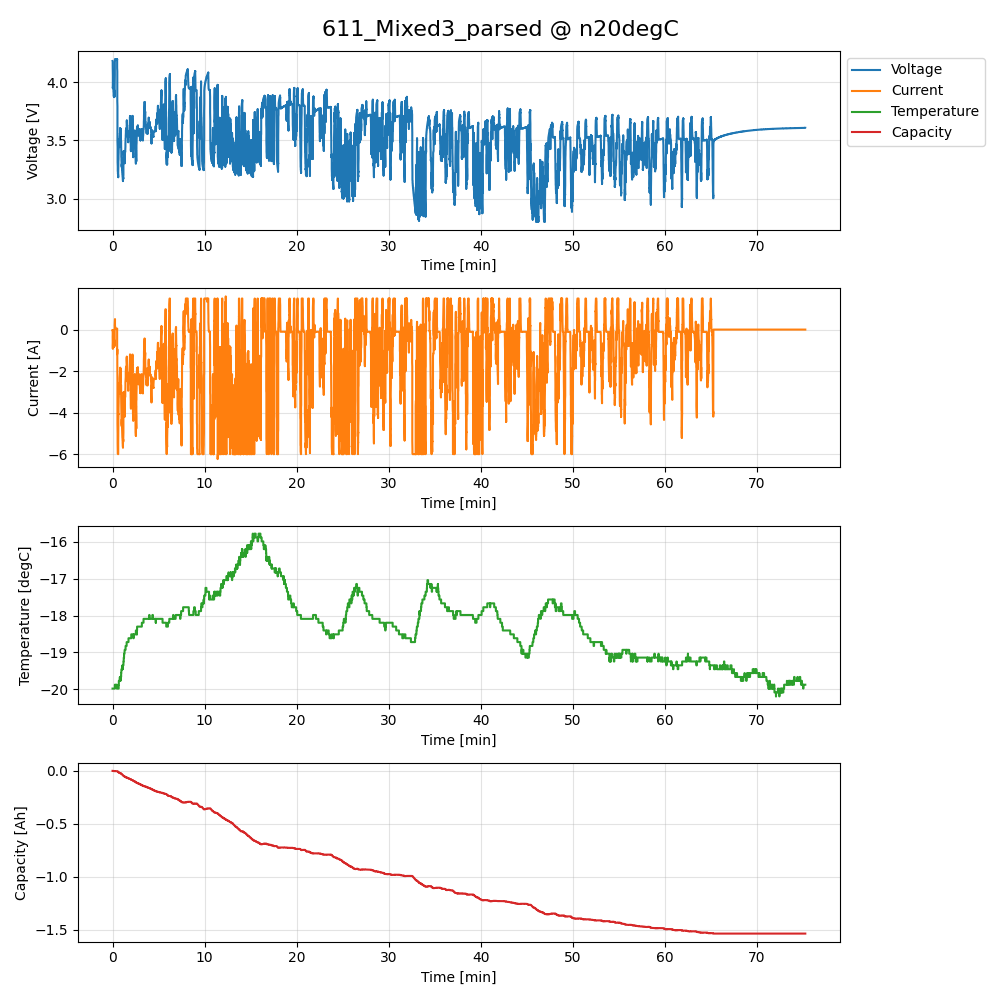 611_Mixed3_parsed @ n20degC
Voltage [V]
4.0
3.5
3.0
0 10 20 30 40 50 60 70
Time [min]
Voltage
Current
Temperature
Capacity
Current [A]
0
−2
−4
−6
0 10 20 30 40 50 60 70
Time [min]
Temperature [degC]
−16
−17
−18
−19
−20
0 10 20 30 40 50 60 70
Time [min]
Capacity [Ah]
0.0
−0.5
−1.0
−1.5
0 10 20 30 40 50 60 70
Time [min]